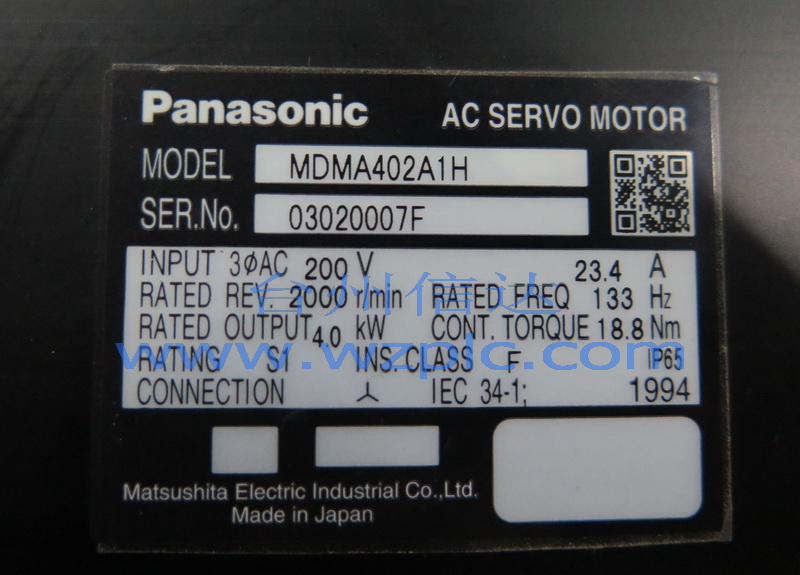 Panasonic AC SERVO MOTOR
MODEL MDMA402A1H
SER.No. 03020007F
INPUT 3φAC 200 V 23.4 A
台州信达
RATED REV. 2000 r/min RATED FREQ 133 Hz
RATED OUTPUT 4.0 kW CONT. TORQUE 18.8 Nm
www.wzplc.com
RATING S1 INS. CLASS F IP65
CONNECTION 人 IEC 34-1; 1994
Matsushita Electric Industrial Co.,Ltd.
Made in Japan